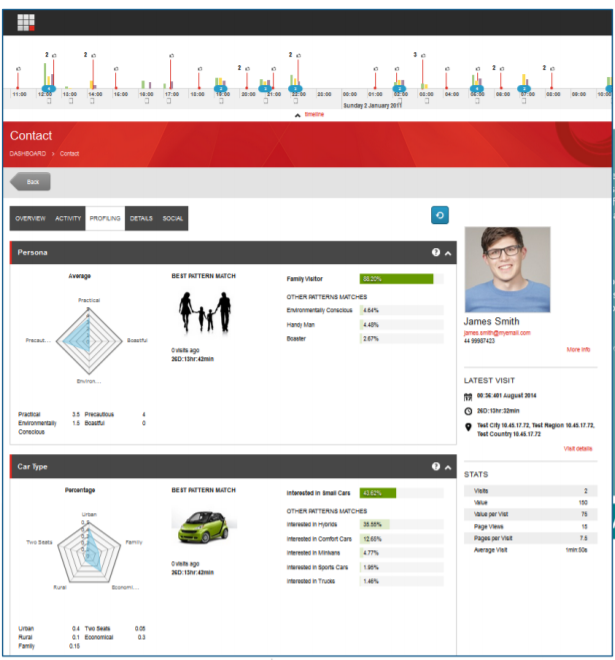 2 2 2 2 3 2 2
11:00 12:00 13:00 14:00 15:00 16:00 17:00 18:00 19:00 20:00 21:00 22:00 23:00 00:00 01:00 02:00 03:00 04:00 05:00 06:00 07:00 08:00 09:00 10:00
Sunday 2 January 2011
timeline
Contact
DASHBOARD > Contact
Back
OVERVIEW ACTIVITY PROFILING DETAILS SOCIAL
Persona
Average
Practical
Precaut...
Boastful
Environ...
Practical 3.5 Precautious 4
Environmentally 1.5 Boastful 0
Conscious
BEST PATTERN MATCH
0 visits ago
26D:15hr:42min
Family Visitor
OTHER PATTERNS MATCHES
Environmentally Conscious 4.64%
Handy Man 4.48%
Boaster 2.67%
Car Type
Percentage
Urban
Two Seats
Family
Rural
Economi...
Urban 0.4 Two Seats 0.05
Rural 0.1 Economical 0.3
Family 0.15
BEST PATTERN MATCH
0 visits ago
26D:13hr:42min
Interested in Small Cars 43.62%
OTHER PATTERNS MATCHES
Interested in Hybrids 35.55%
Interested in Comfort Cars 12.60%
Interested in Minivans 4.77%
Interested in Sports Cars 1.98%
Interested in Trucks 1.46%
James Smith
james.smith@myemail.com
44 99987423
More info
LATEST VISIT
August 2014
26D:13hr:32min
Test City 10.45.17.72, Test Region 10.45.17.72,
Test Country 10.45.17.72
Visit details
STATS
Visits 2
Value 150
Value per Visit 75
Page Views 15
Pages per Visit 7.5
Average Visit 1min:00s